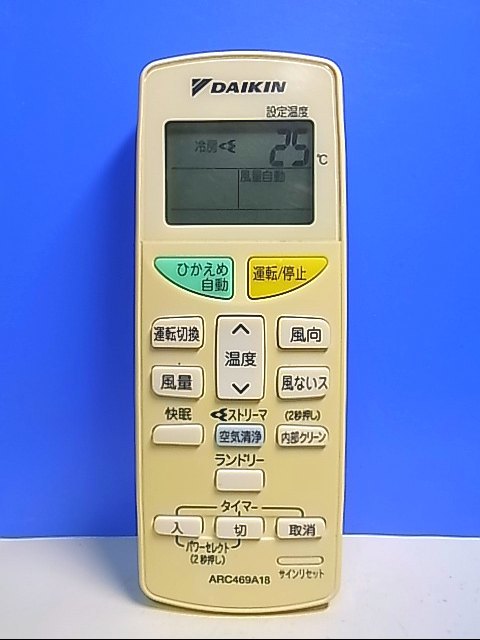 DAIKIN
設定温度
冷房 25 ℃
風量自動
ひかえめ
自動
運転/停止
運転切換
温度
風向
風量
風ないス
快眠
ストリーマ
(2秒押し)
空気清浄
内部クリーン
ランドリー
タイマー
入
切
取消
パワーセレクト
(2秒押し)
サインリセット
ARC469A18